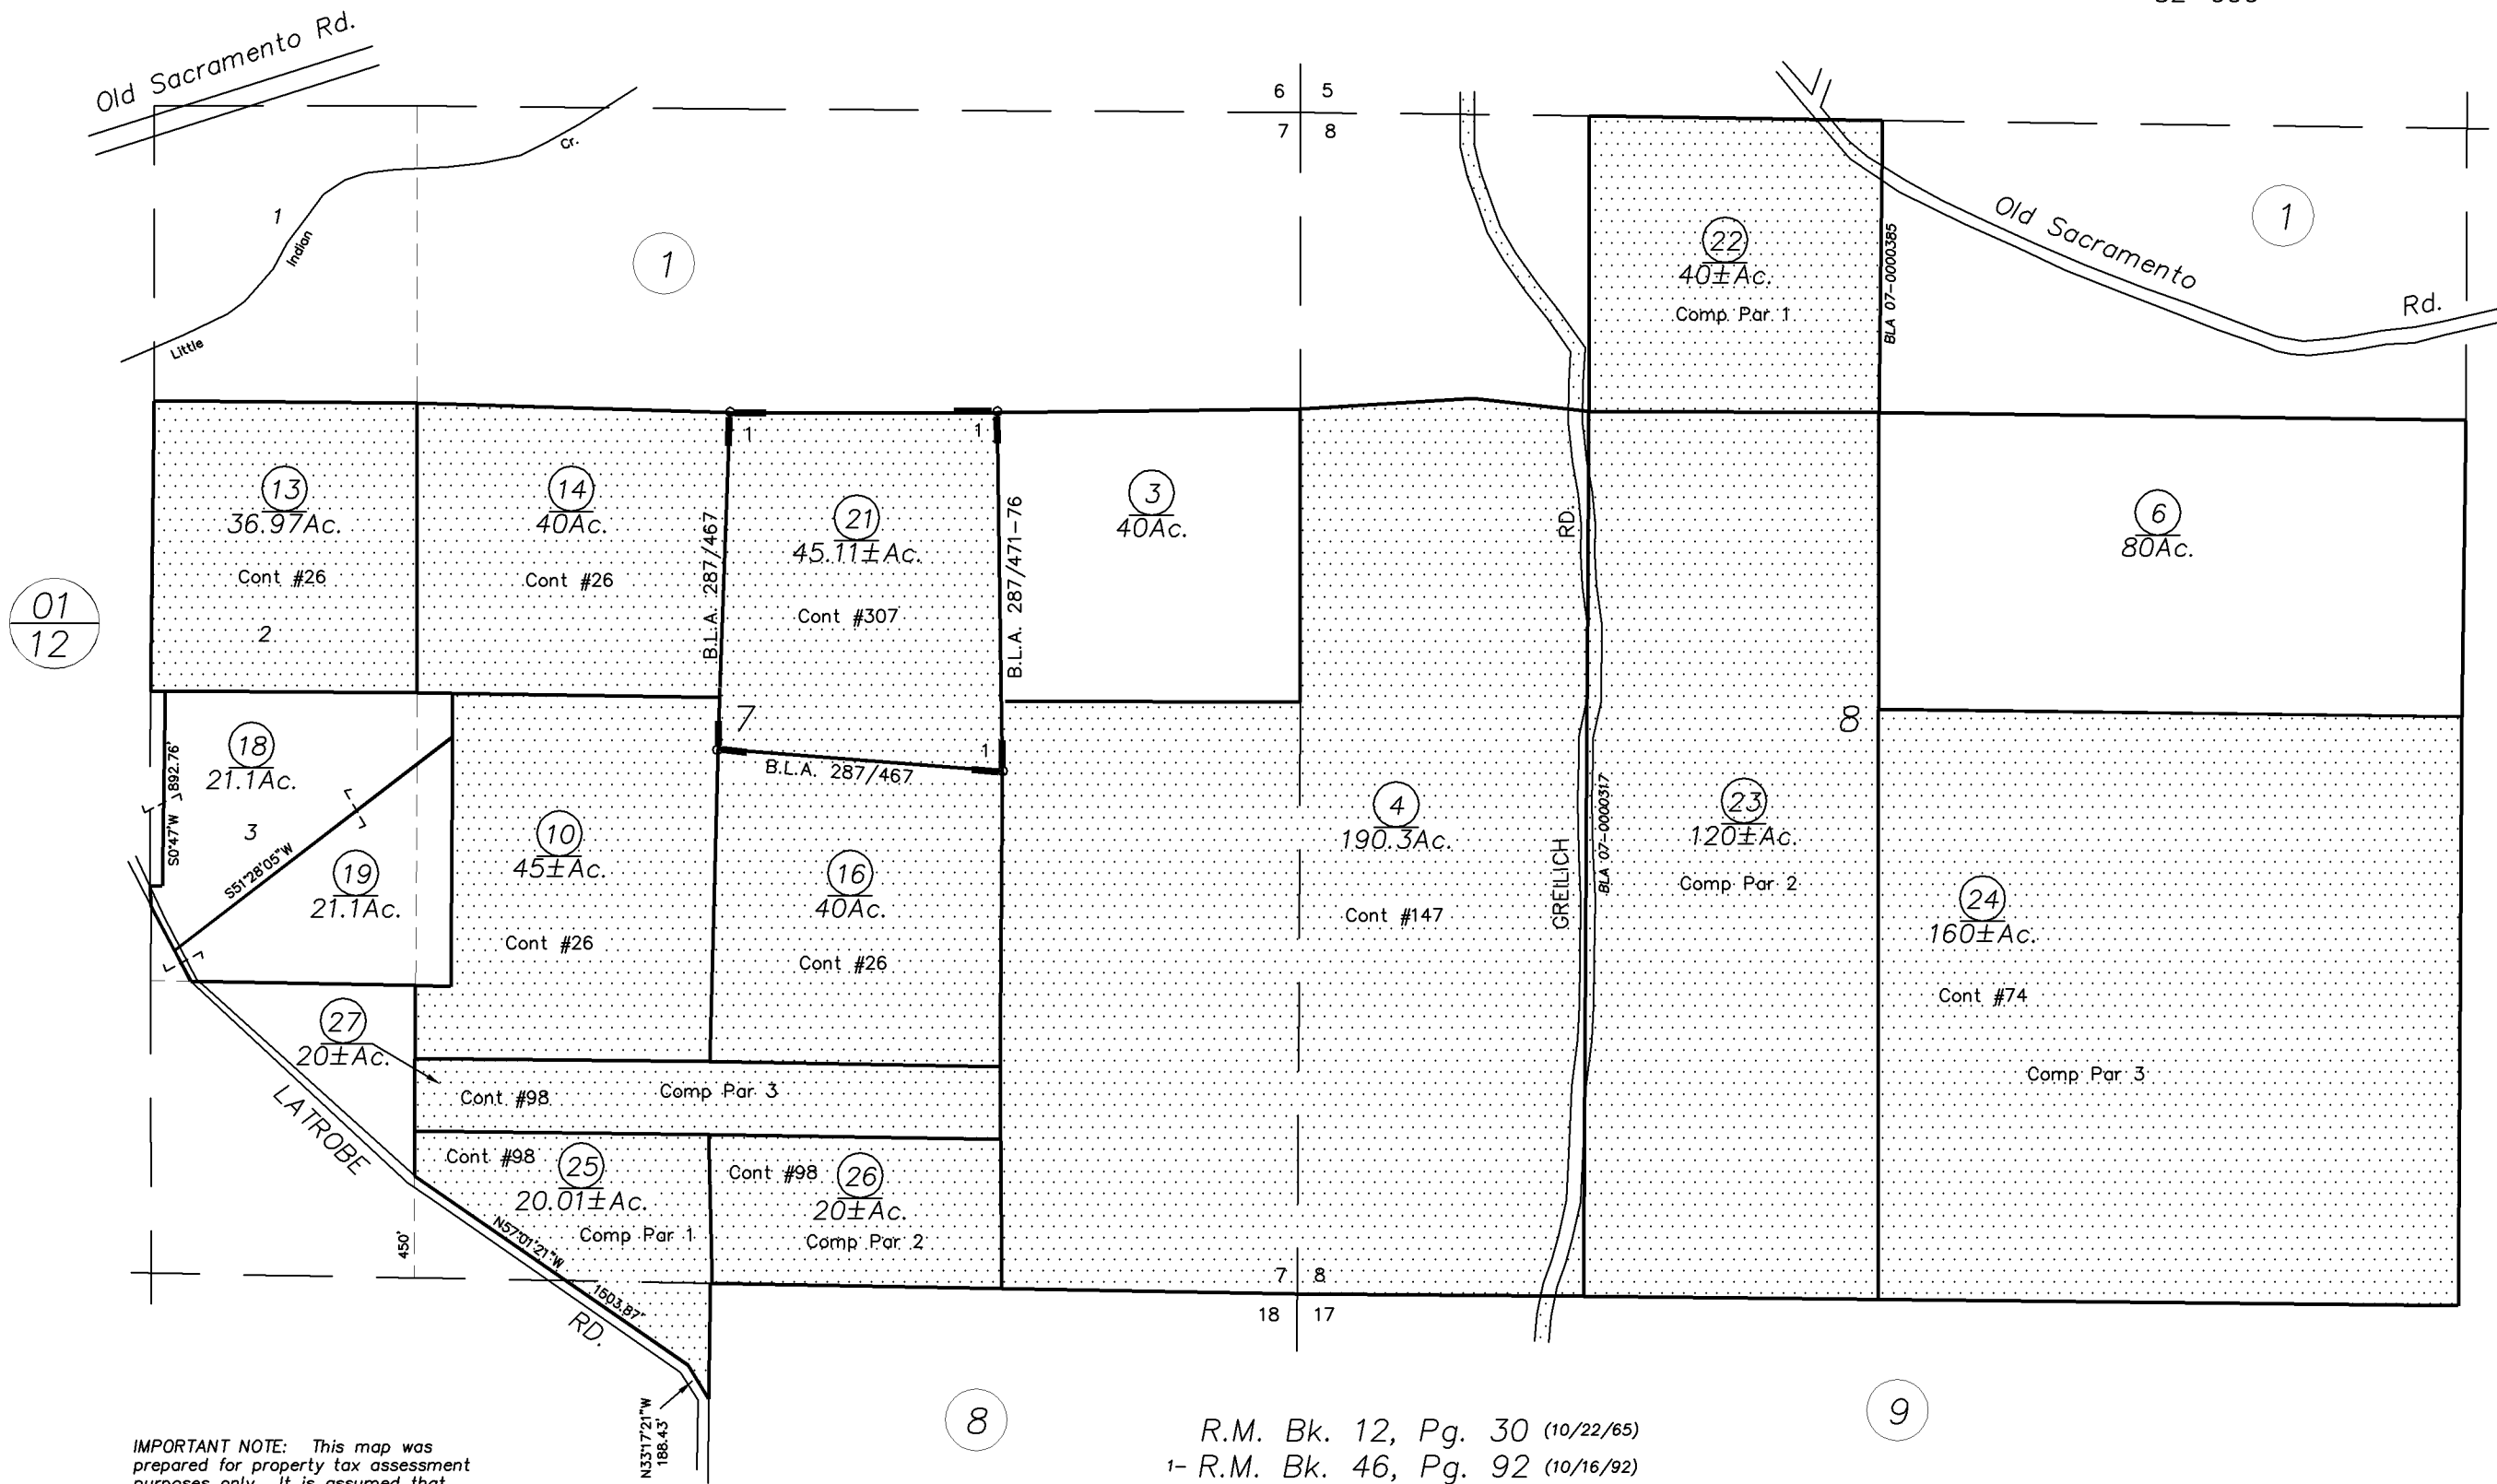 Old Sacramento Rd.
6 5
7 8
Cr.
1
Indian
Little
1
22
40±Ac.
Comp Par 1
BLA 07-0000385
Old Sacramento
Rd.
1
13
36.97Ac.
Cont #26
2
14
40Ac.
Cont #26
B.L.A. 287/467
1
1
21
45.11±Ac.
Cont #307
B.L.A. 287/471-76
3
40Ac.
RD.
6
80Ac.
01
12
18
21.1Ac.
892.76'
S0°47'W
3
S51°28'05"W
19
21.1Ac.
7
1
B.L.A. 287/467
10
45±Ac.
Cont #26
16
40Ac.
Cont #26
4
190.3Ac.
Cont #147
GREILICH
BLA 07-0000317
8
23
120±Ac.
Comp Par 2
24
160±Ac.
Cont #74
Comp Par 3
27
20±Ac.
Cont #98
Comp Par 3
LATROBE
Cont #98
25
20.01±Ac.
Comp Par 1
Cont #98
26
20±Ac.
Comp Par 2
450'
N57°01'21"W
1603.87'
RD.
7 8
18 17
N33°17'21"W
188.43'
8
9
R.M. Bk. 12, Pg. 30 (10/22/65)
1- R.M. Bk. 46, Pg. 92 (10/16/92)
IMPORTANT NOTE: This map was
prepared for property tax assessment
purposes only. It is assumed that